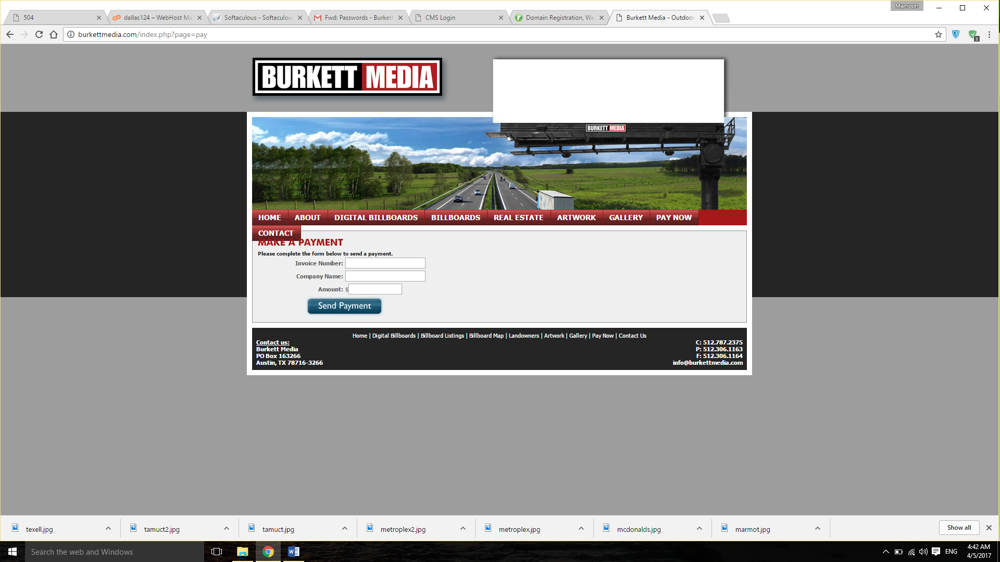 Mamoon
504
dallas124 – WebHost Ma
Softaculous - Softaculous
Fwd: Passwords - Burkett
CMS Login
Domain Registration, We
Burkett Media - Outdoor
burkettmedia.com/index.php?page=pay
3
BURKETT MEDIA
BURKETT MEDIA
HOME ABOUT DIGITAL BILLBOARDS BILLBOARDS REAL ESTATE ARTWORK GALLERY PAY NOW
CONTACT
MAKE A PAYMENT
Please complete the form below to send a payment.
Invoice Number:
Company Name:
Amount: $
Send Payment
Home | Digital Billboards | Billboard Listings | Billboard Map | Landowners | Artwork | Gallery | Pay Now | Contact Us
Contact us:
Burkett Media
PO Box 163266
Austin, TX 78716-3266
C: 512.787.2375
P: 512.306.1163
F: 512.306.1164
info@burkettmedia.com
texell.jpg
tamuct2.jpg
tamuct.jpg
metroplex2.jpg
metroplex.jpg
mcdonalds.jpg
marmot.jpg
Show all
Search the web and Windows
ENG
4:42 AM
4/5/2017